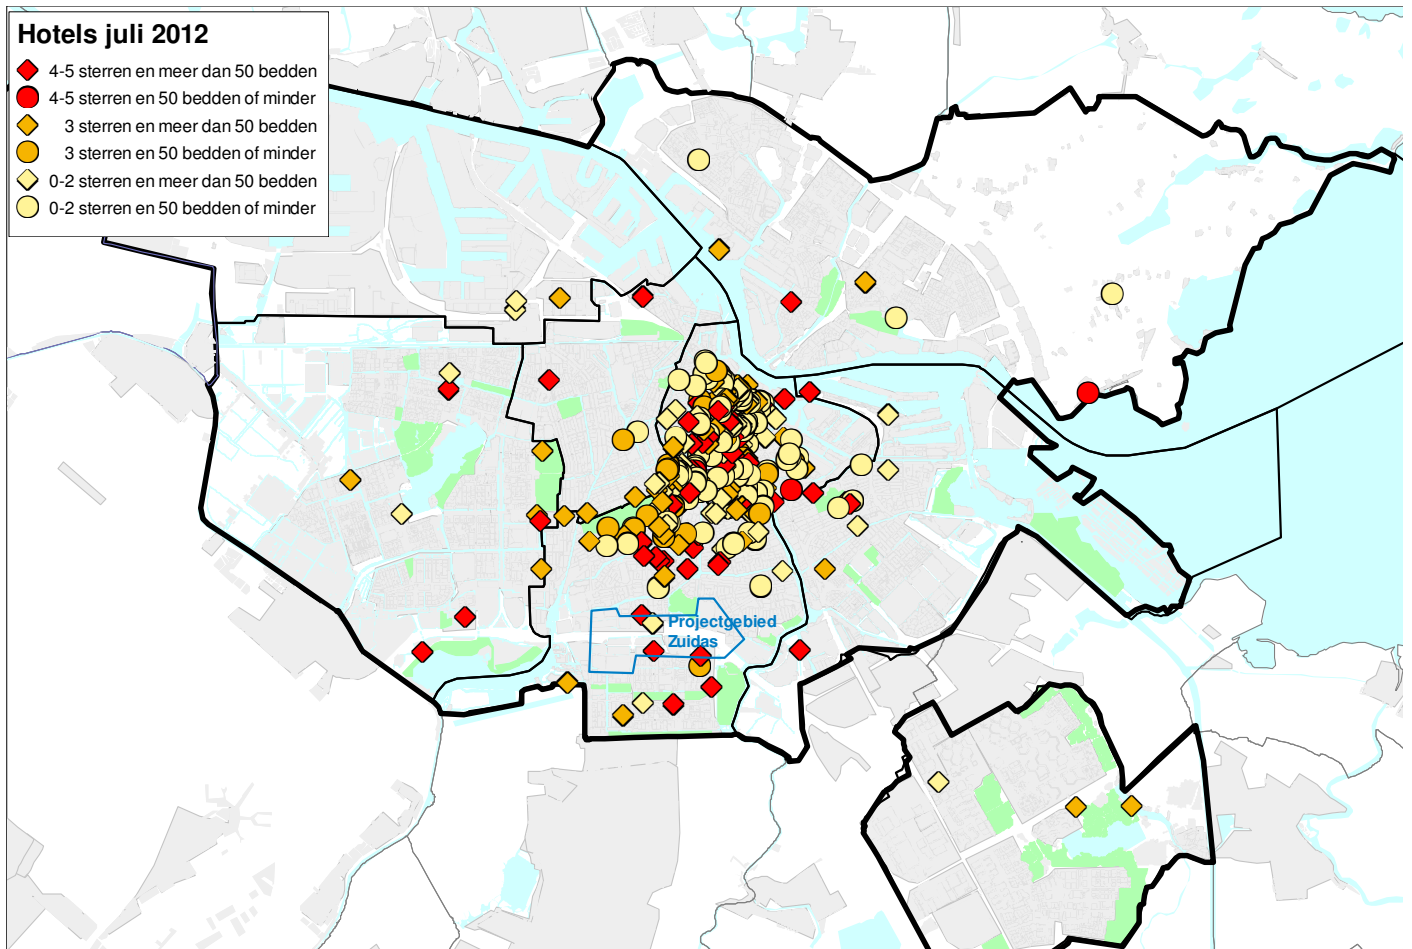 Hotels juli 2012
4-5 sterren en meer dan 50 bedden
4-5 sterren en 50 bedden of minder
3 sterren en meer dan 50 bedden
3 sterren en 50 bedden of minder
0-2 sterren en meer dan 50 bedden
0-2 sterren en 50 bedden of minder
Projectgebied
Zuidas